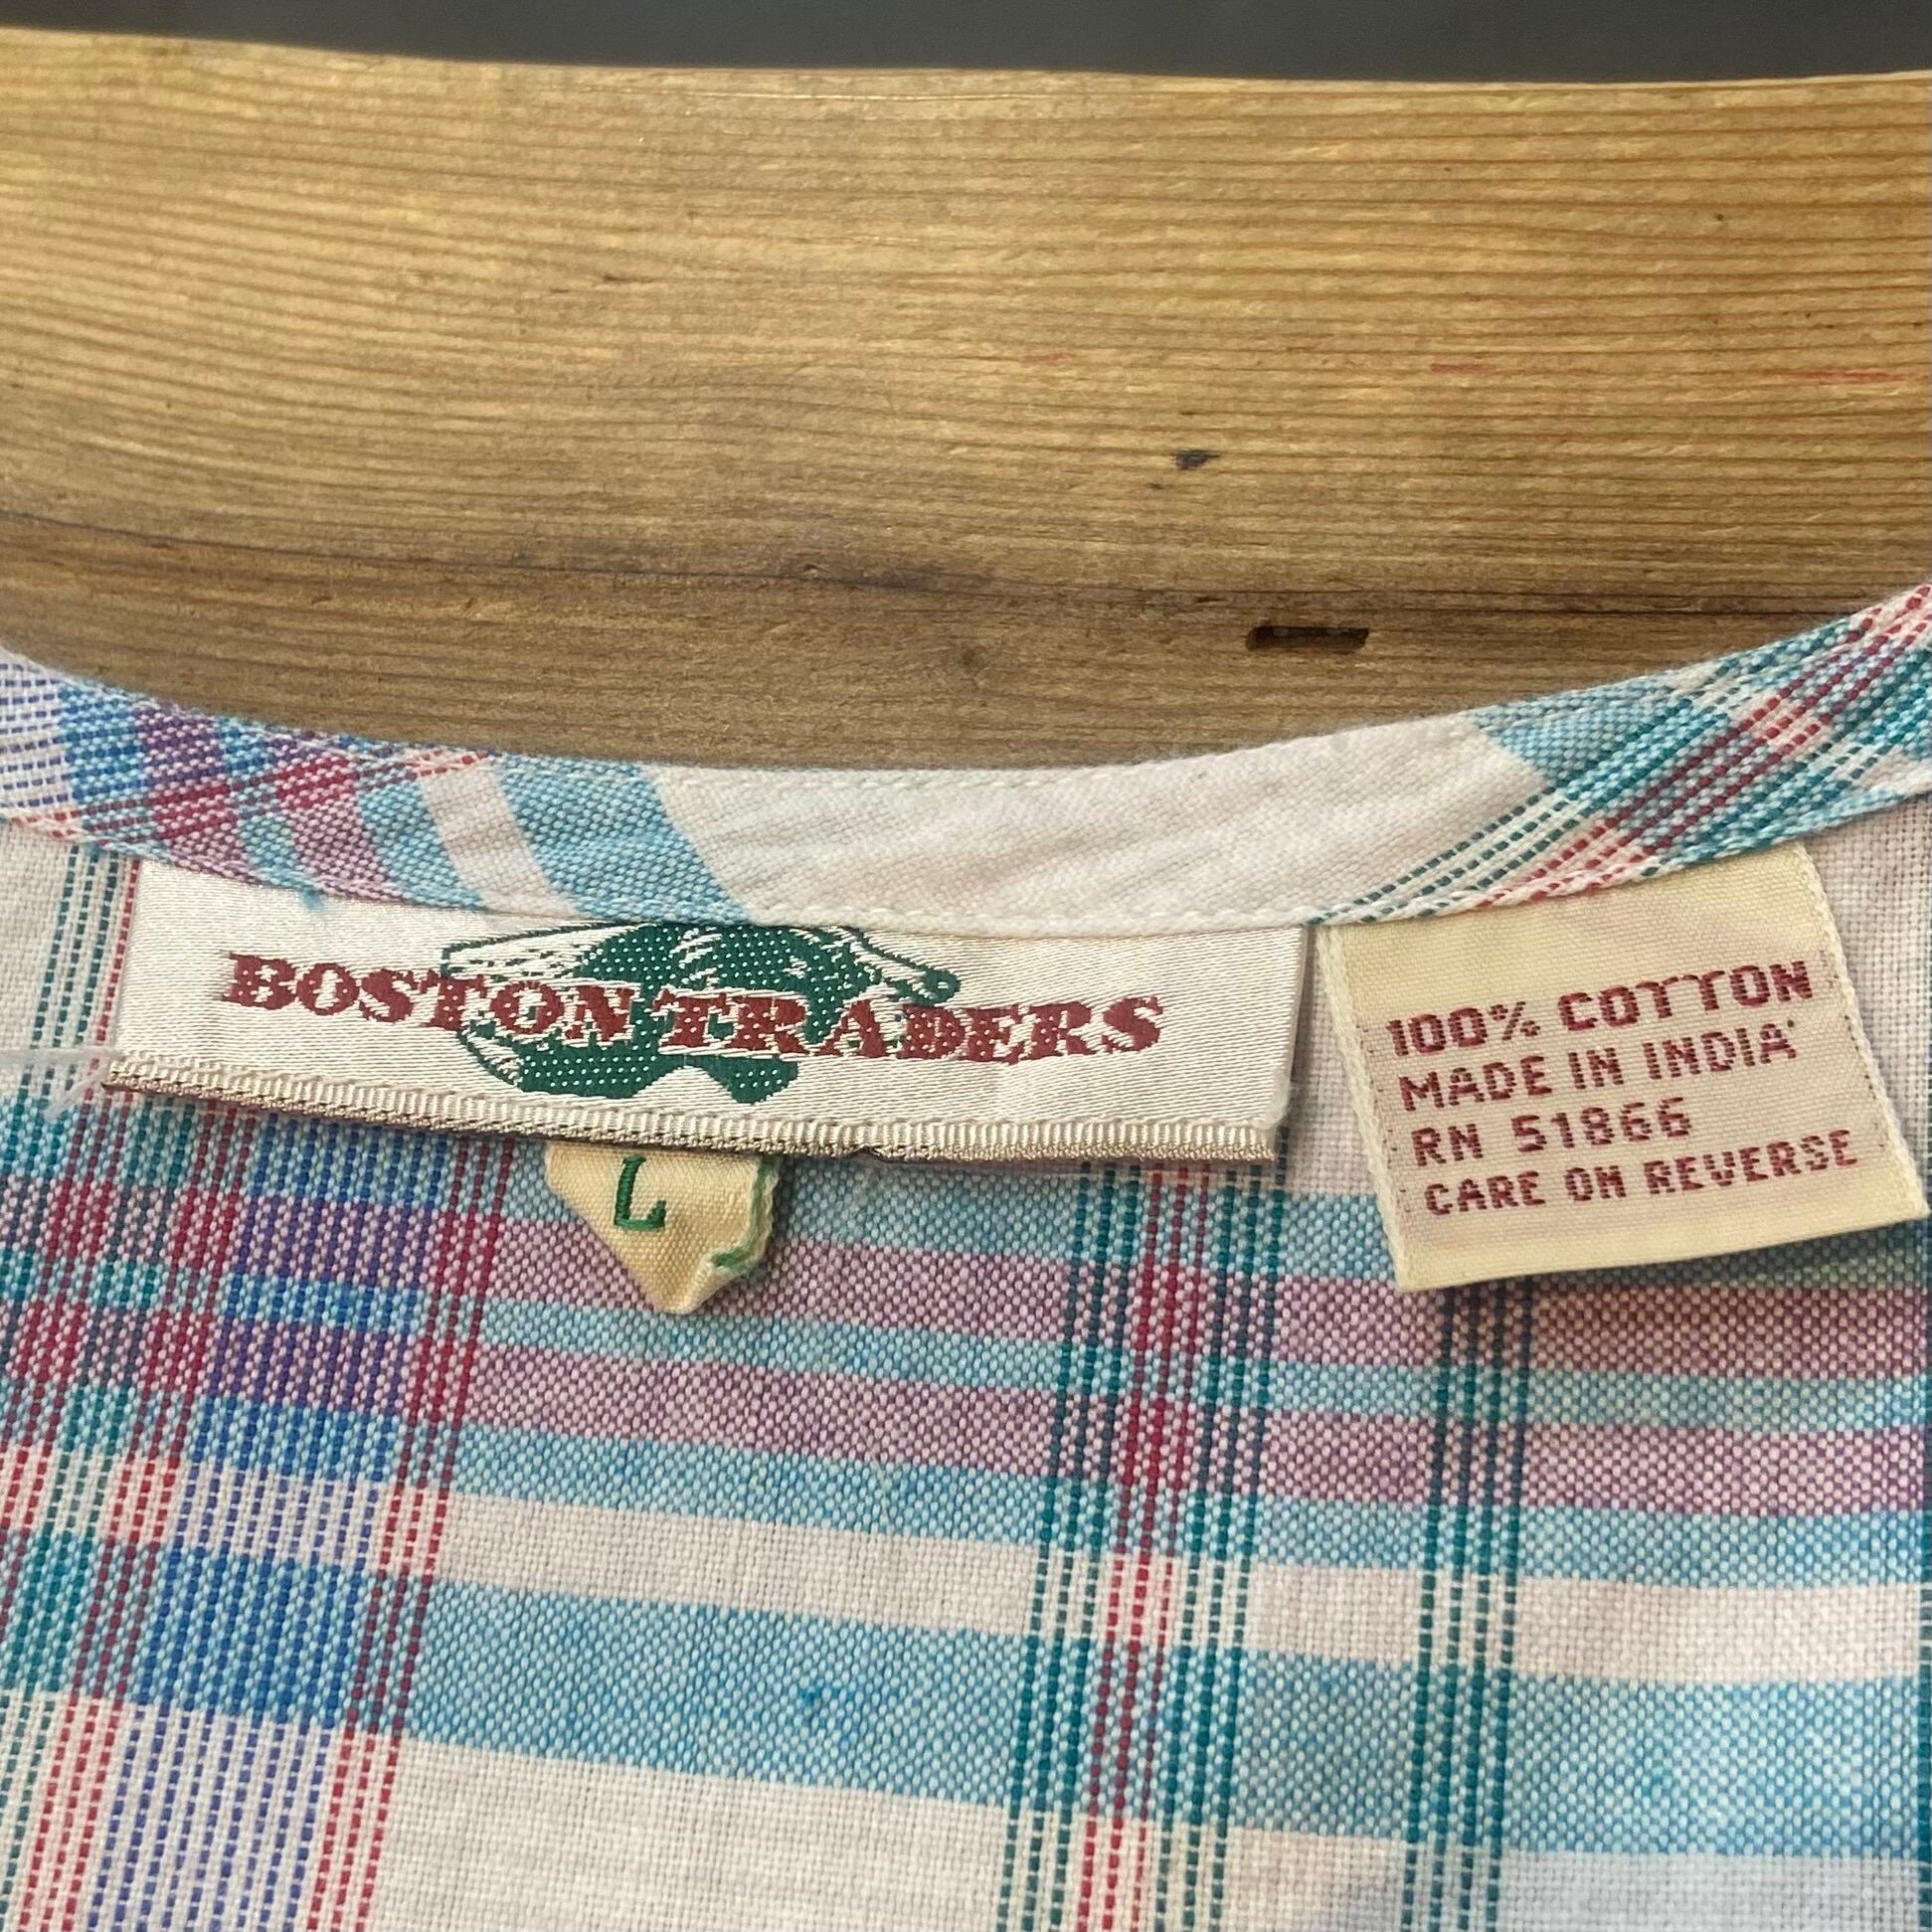 BOSTON TRADERS
L
100% COTTON
MADE IN INDIA
RN 51866
CARE ON REVERSE